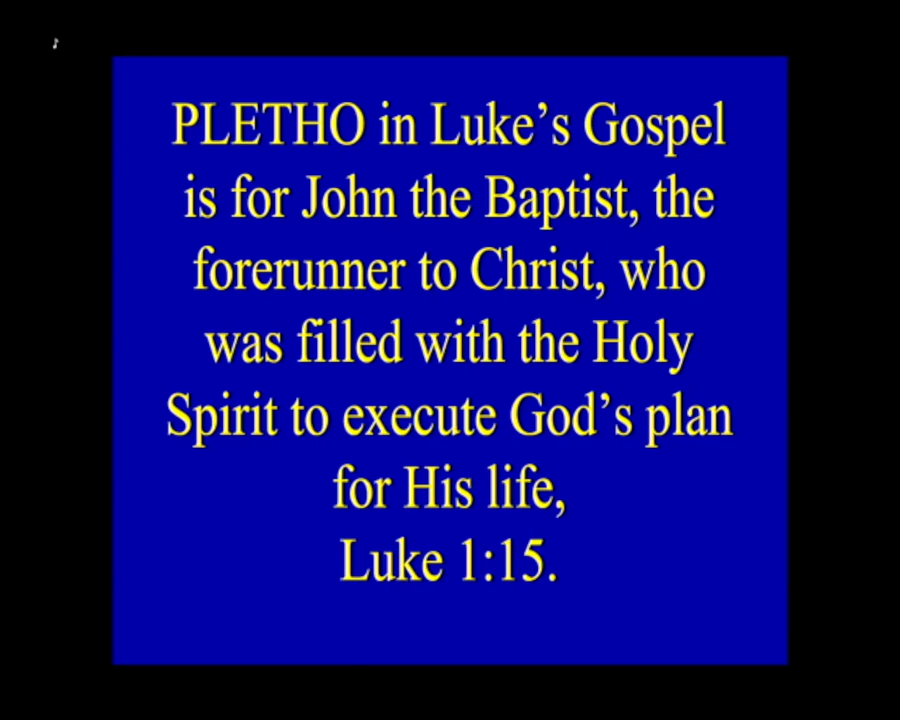 PLETHO in Luke’s Gospel
is for John the Baptist, the
forerunner to Christ, who
was filled with the Holy
Spirit to execute God’s plan
for His life,
Luke 1:15.